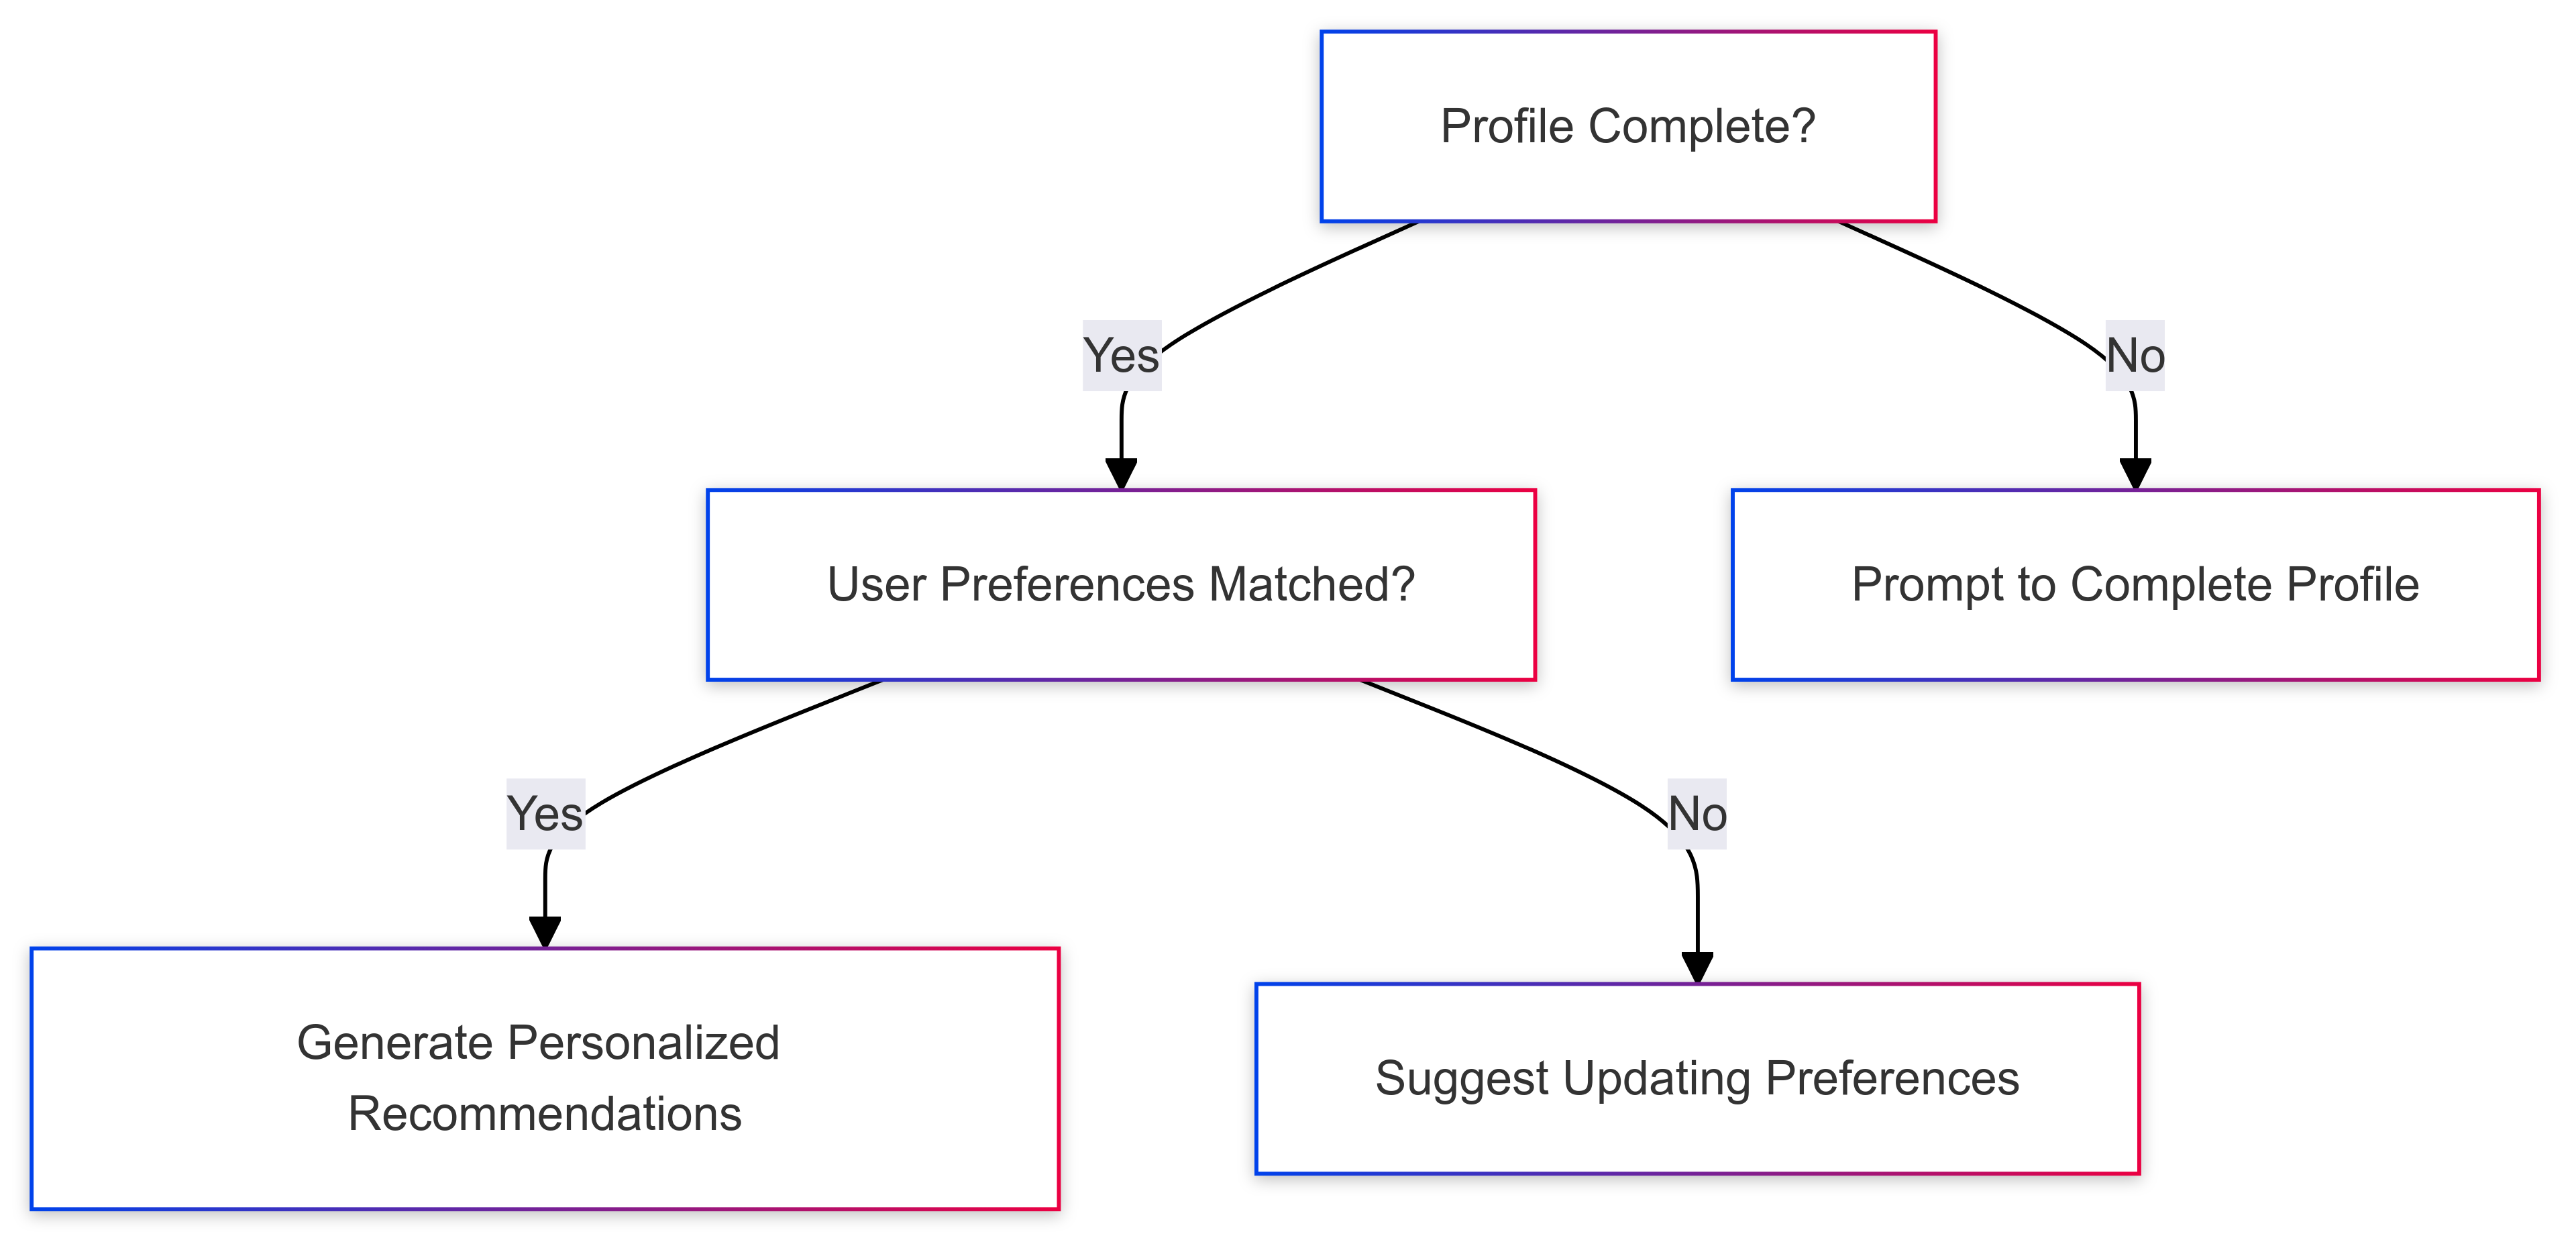 Profile Complete?
Yes
No
User Preferences Matched?
Prompt to Complete Profile
Yes
No
Generate Personalized
Recommendations
Suggest Updating Preferences